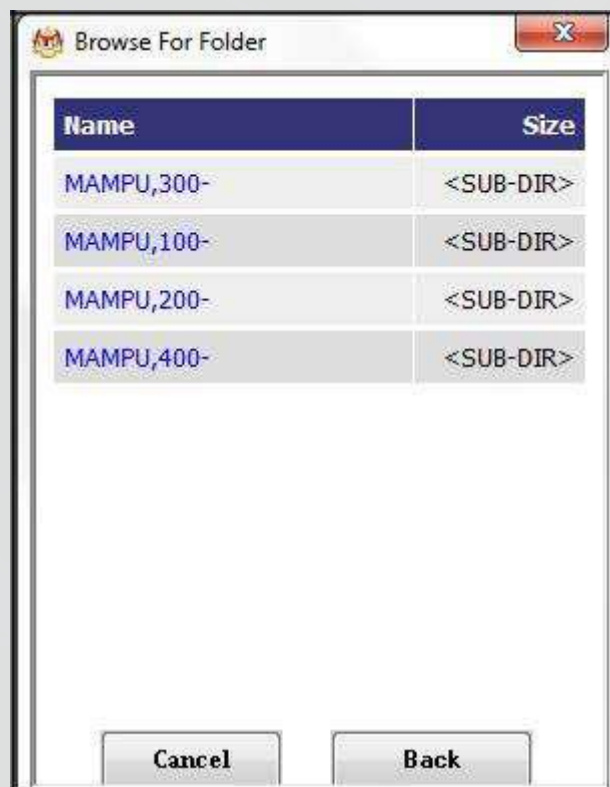 Browse For Folder
Name Size
MAMPU,300- <SUB-DIR>
MAMPU,100- <SUB-DIR>
MAMPU,200- <SUB-DIR>
MAMPU,400- <SUB-DIR>
Cancel Back